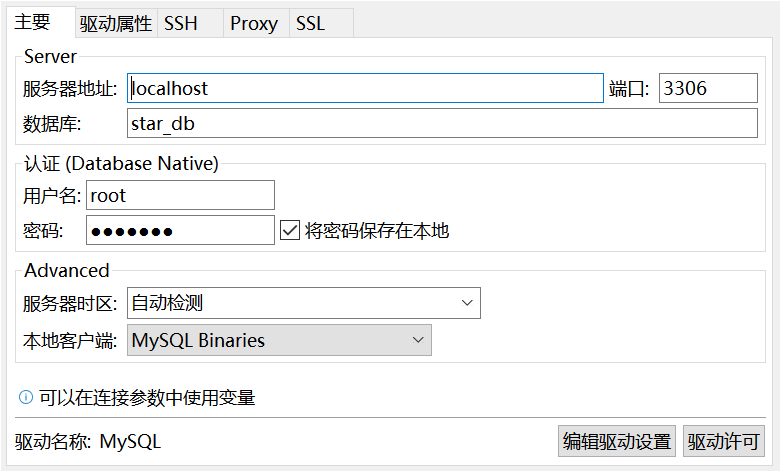 主要 驱动属性 SSH Proxy SSL
Server
服务器地址: localhost 端口: 3306
数据库: star_db
认证 (Database Native)
用户名: root
密码: ●●●●●●● 将密码保存在本地
Advanced
服务器时区: 自动检测
本地客户端: MySQL Binaries
可以在连接参数中使用变量
驱动名称: MySQL 编辑驱动设置 驱动许可